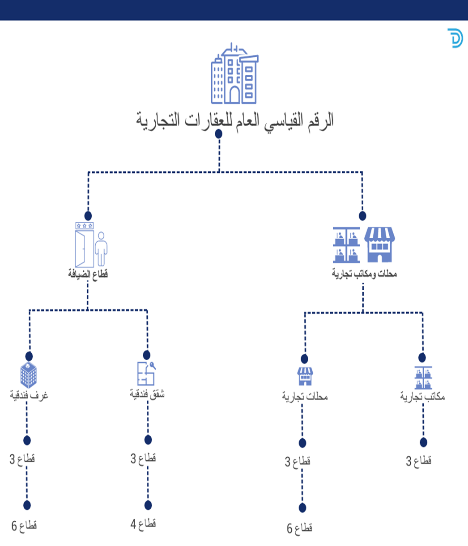 الرقم القياسي العام للعقارات التجارية
محلات ومكاتب تجارية
قطاع الضيافة
مكاتب تجارية
محلات تجارية
شقق فندقية
غرف فندقية
قطاع 3
قطاع 3
قطاع 3
قطاع 3
قطاع 6
قطاع 4
قطاع 6